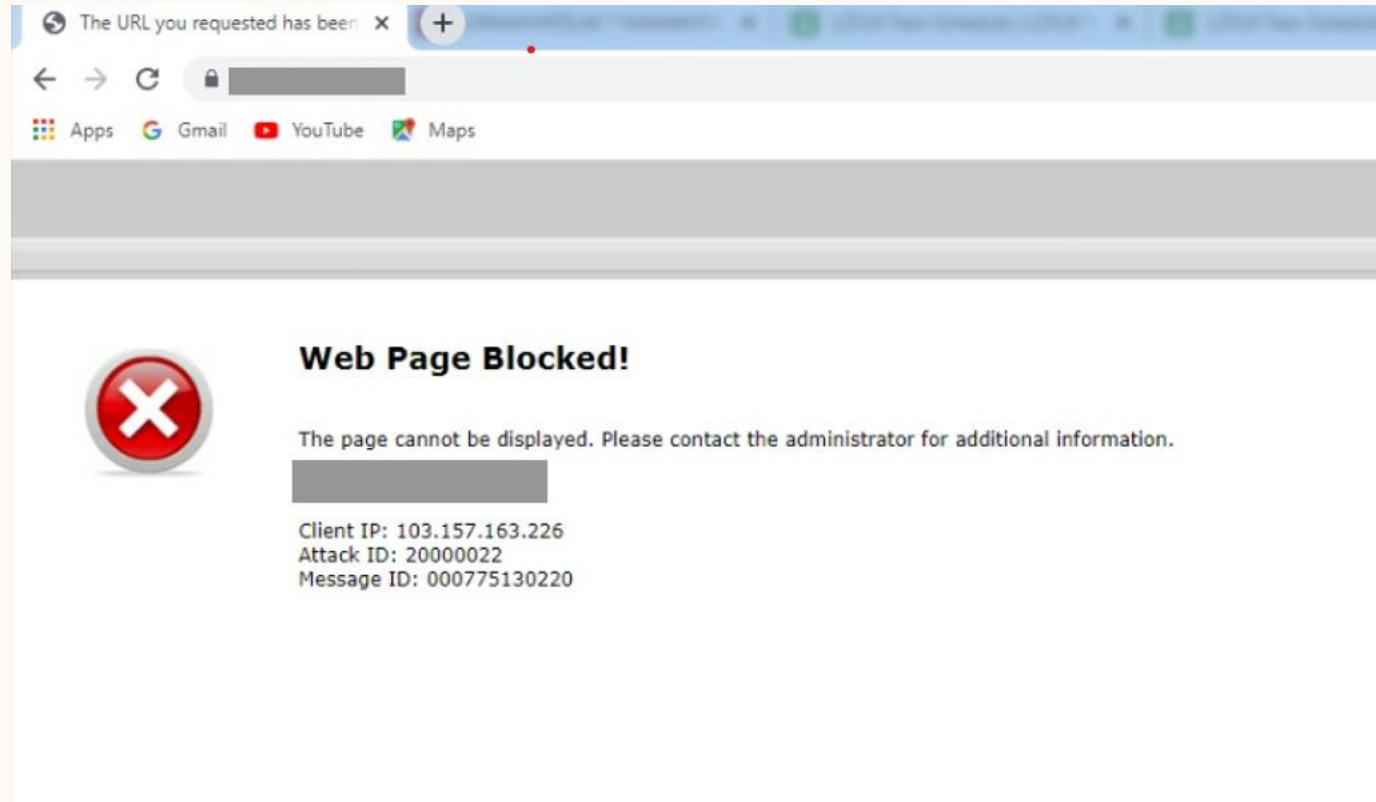 The URL you requested has been
Apps Gmail YouTube Maps
Web Page Blocked!
The page cannot be displayed. Please contact the administrator for additional information.
Client IP: 103.157.163.226
Attack ID: 20000022
Message ID: 000775130220